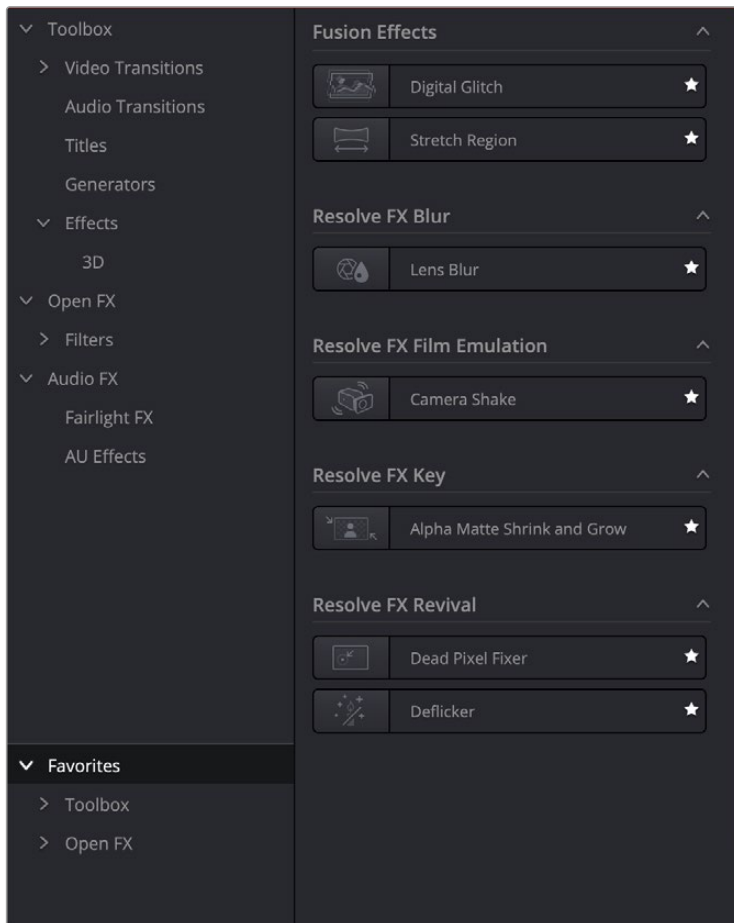 Toolbox
Video Transitions
Audio Transitions
Titles
Generators
Effects
3D
Open FX
Filters
Audio FX
Fairlight FX
AU Effects
Favorites
Toolbox
Open FX
Fusion Effects
Digital Glitch
Stretch Region
Resolve FX Blur
Lens Blur
Resolve FX Film Emulation
Camera Shake
Resolve FX Key
Alpha Matte Shrink and Grow
Resolve FX Revival
Dead Pixel Fixer
Deflicker